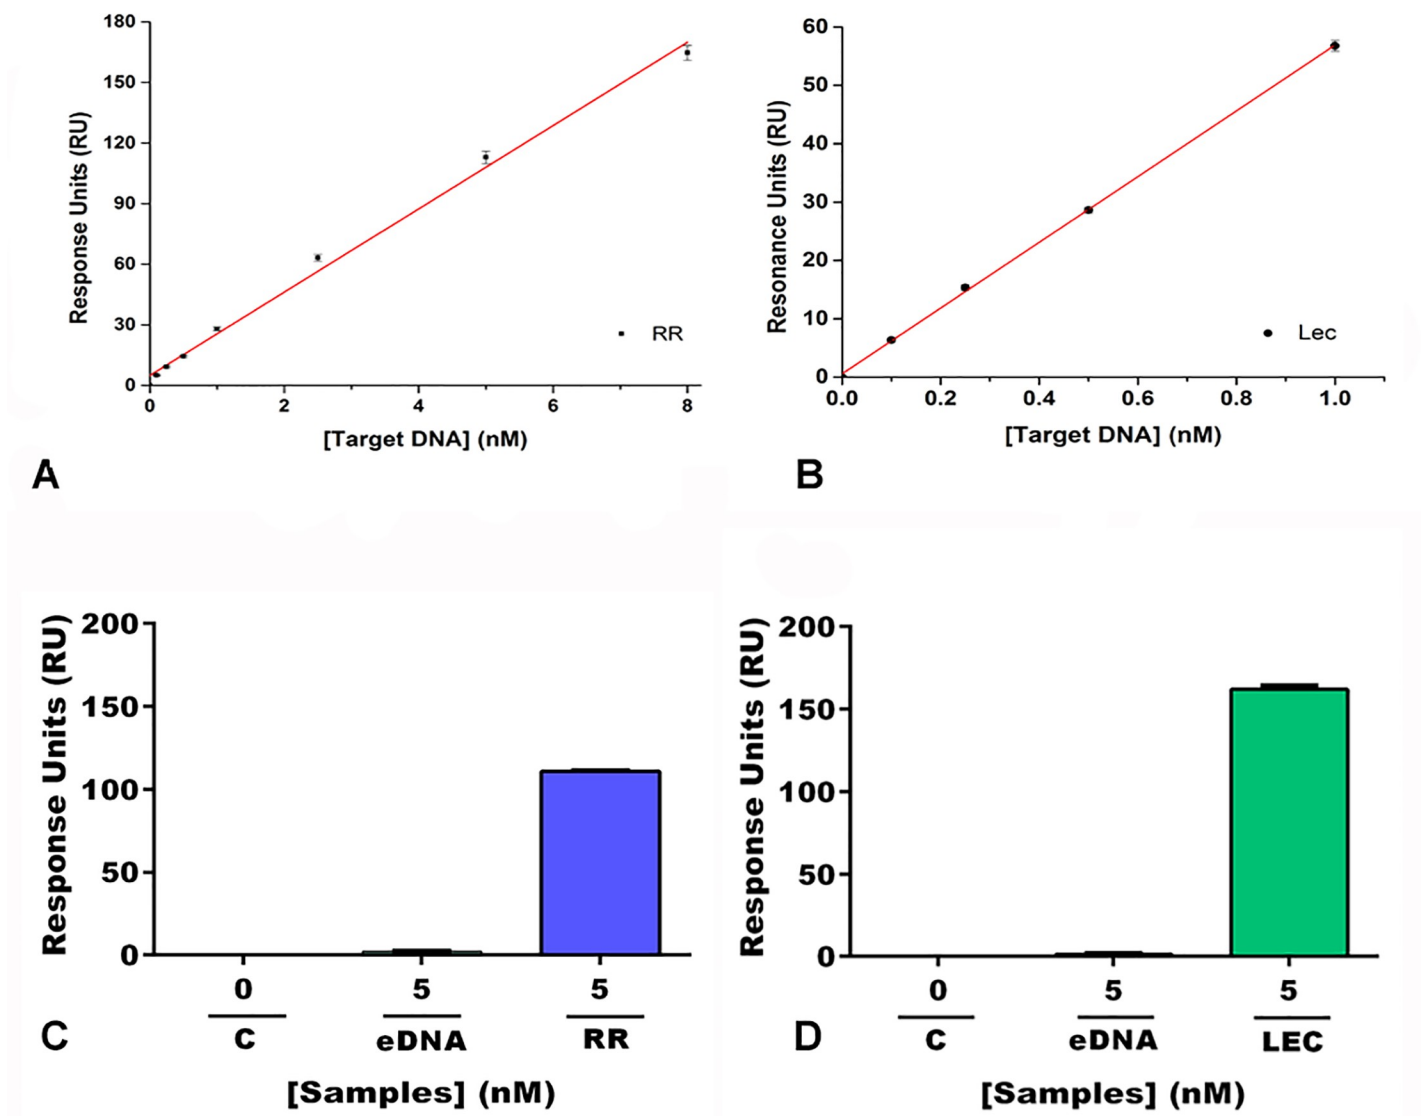 180
150
120
90
60
30
0
0 2 4 6 8
Response Units (RU)
[Target DNA] (nM)
RR
A
60
50
40
30
20
10
0
0.0 0.2 0.4 0.6 0.8 1.0
Resonance Units (RU)
[Target DNA] (nM)
Lec
B
200
150
100
50
0
Response Units (RU)
0 5 5
C eDNA RR
[Samples] (nM)
C
200
150
100
50
0
Response Units (RU)
0 5 5
C eDNA LEC
[Samples] (nM)
D